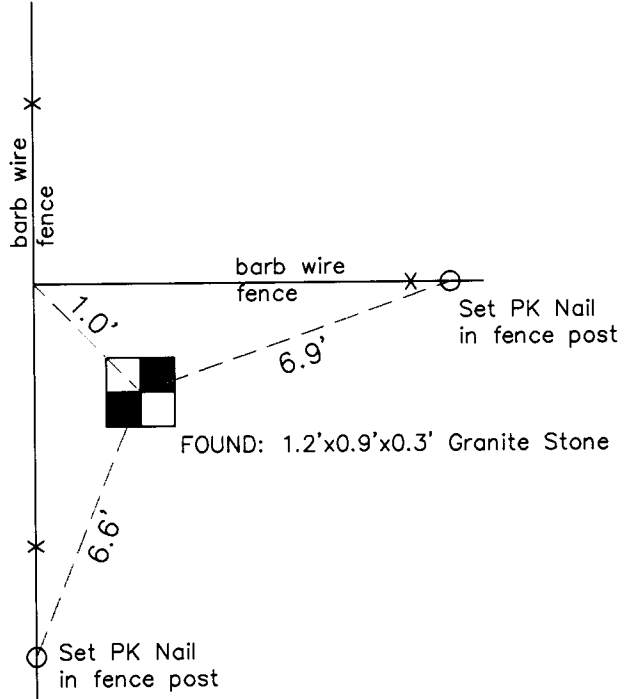 barb wire
fence
barb wire
fence
1.0'
Set PK Nail
in fence post
6.9'
FOUND: 1.2'x0.9'x0.3' Granite Stone
6.6'
Set PK Nail
in fence post